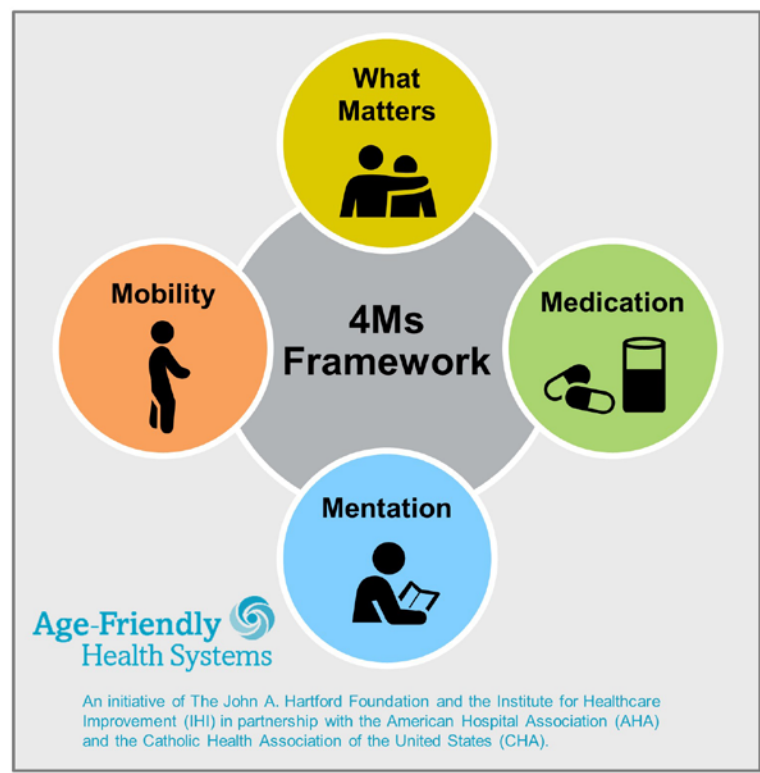 What
Matters
Mobility
4Ms
Framework
Medication
Mentation
Age-Friendly
Health Systems
An initiative of The John A. Hartford Foundation and the Institute for Healthcare
Improvement (IHI) in partnership with the American Hospital Association (AHA)
and the Catholic Health Association of the United States (CHA).